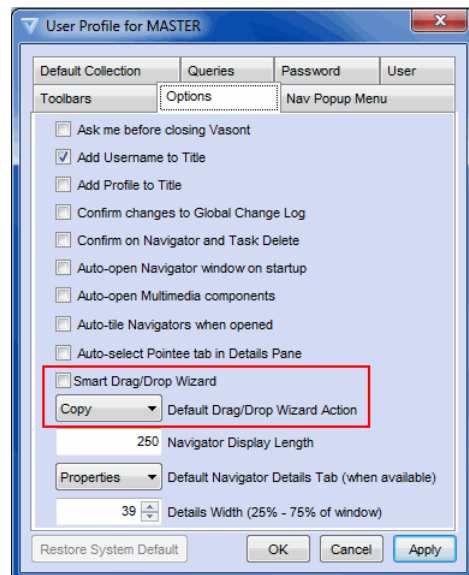 User Profile for MASTER
Default Collection Queries Password User
Toolbars Options Nav Popup Menu
Ask me before closing Vasont
Add Username to Title
Add Profile to Title
Confirm changes to Global Change Log
Confirm on Navigator and Task Delete
Auto-open Navigator window on startup
Auto-open Multimedia components
Auto-tile Navigators when opened
Auto-select Pointee tab in Details Pane
Smart Drag/Drop Wizard
Copy Default Drag/Drop Wizard Action
250 Navigator Display Length
Properties Default Navigator Details Tab (when available)
39 Details Width (25% - 75% of window)
Restore System Default OK Cancel Apply